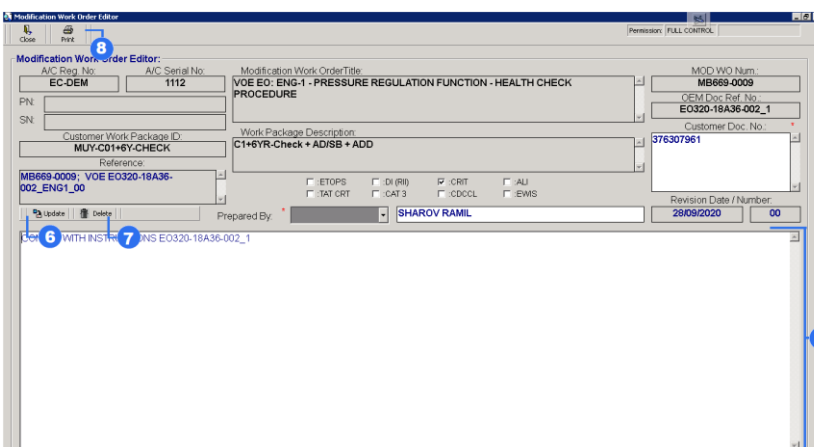 Modification Work Order Editor
Close
Print
8
Permission: FULL CONTROL
Modification Work Order Editor:
A/C Reg. No:
A/C Serial No:
EC-DEM
1112
PN:
SN:
Customer Work Package ID:
MUY-C01+6Y-CHECK
Reference:
MB669-0009; VOE EO320-18A36-
002_ENG1_00
Modification Work OrderTitle:
VOE EO: ENG-1 - PRESSURE REGULATION FUNCTION - HEALTH CHECK
PROCEDURE
Work Package Description:
C1+6YR-Check + AD/SB + ADD
:ETOPS
:DI (RII)
:CRIT
:ALI
:TAT CRT
:CAT 3
:CDCCL
:EWIS
MOD WO Num.:
MB669-0009
OEM Doc Ref. No.:
EO320-18A36-002_1
Customer Doc. No.: *
376307961
Revision Date / Number:
28/09/2020
00
Update
Delete
Prepared By: *
SHAROV RAMIL
6
7
WITH INSTR NS EO320-18A36-002_1